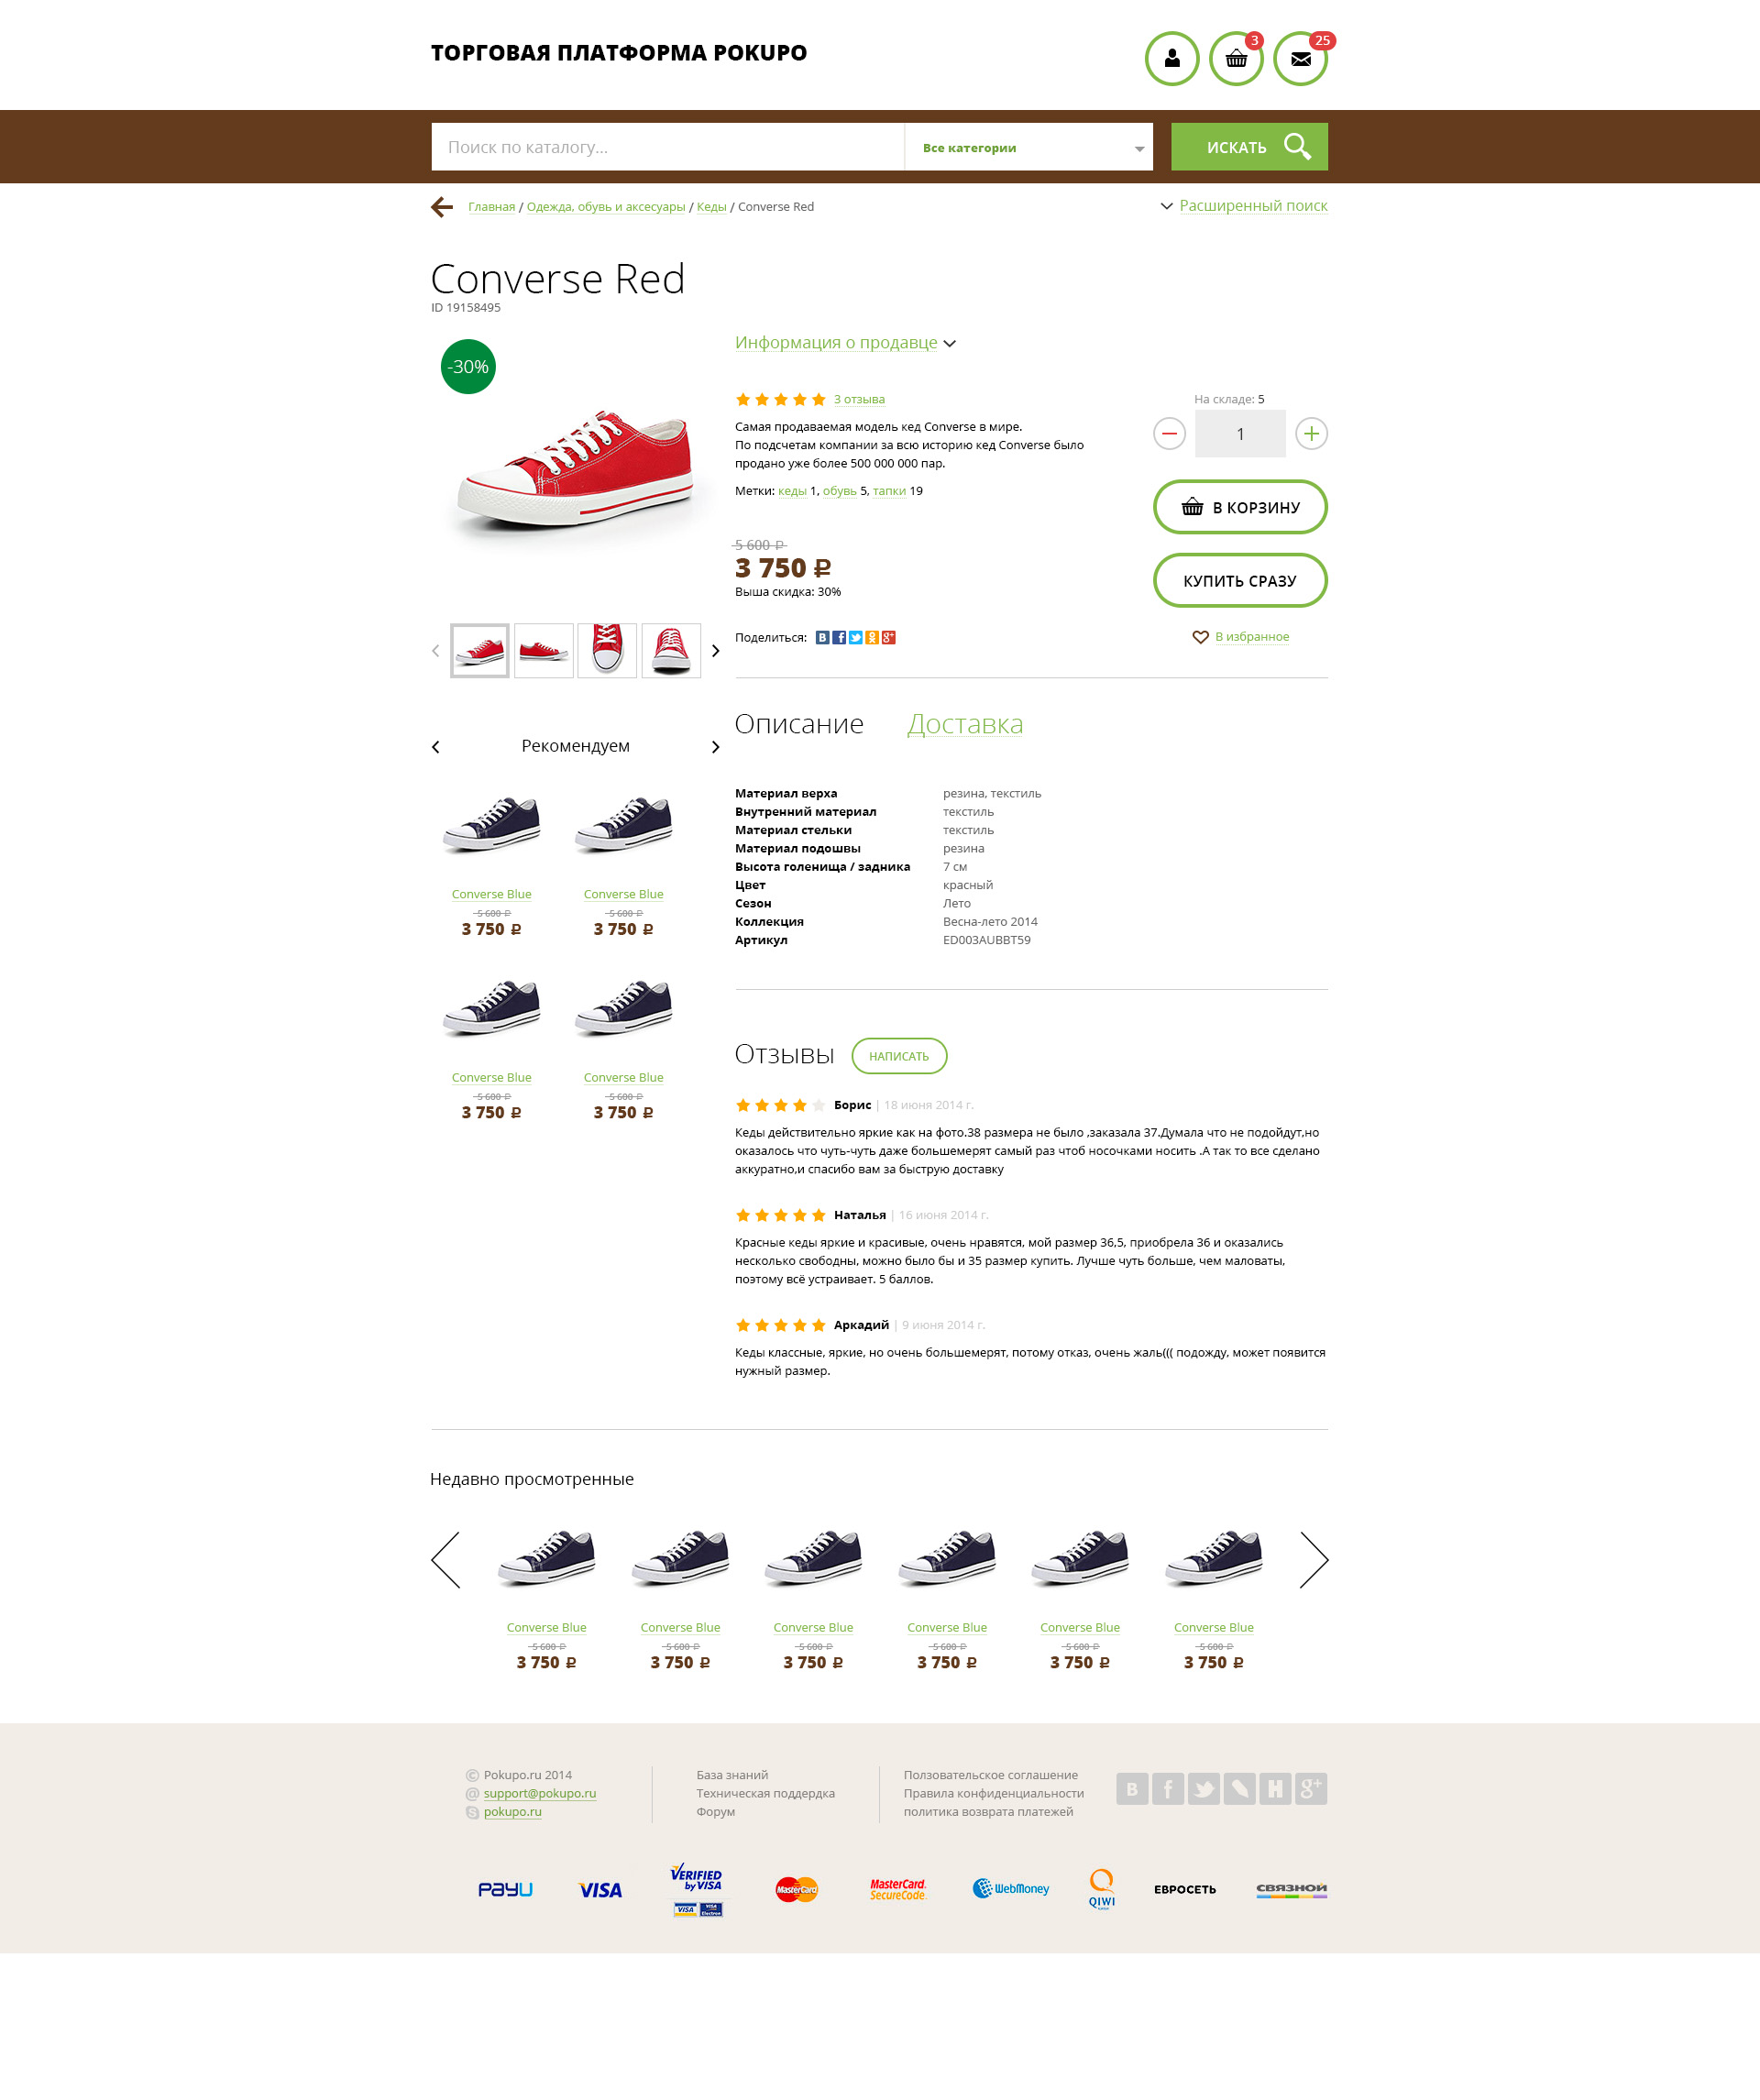 ТОРГОВАЯ ПЛАТФОРМА POKUPO
3
25
Поиск по каталогу...
Все категории
ИСКАТЬ
Главная / Одежда, обувь и аксесуары / Кеды / Converse Red
Расширенный поиск
Converse Red
ID 19158495
-30%
Информация о продавце
3 отзыва
Самая продаваемая модель кед Converse в мире.
По подсчетам компании за всю историю кед Converse было
продано уже более 500 000 000 пар.
Метки: кеды 1, обувь 5, тапки 19
5 600 ₽
3 750 ₽
Выша скидка: 30%
Поделиться:
На складе: 5
1
В КОРЗИНУ
КУПИТЬ СРАЗУ
В избранное
Рекомендуем
Converse Blue
5 600 ₽
3 750 ₽
Converse Blue
5 600 ₽
3 750 ₽
Converse Blue
5 600 ₽
3 750 ₽
Converse Blue
5 600 ₽
3 750 ₽
Описание Доставка
Материал верха резина, текстиль
Внутренний материал текстиль
Материал стельки текстиль
Материал подошвы резина
Высота голенища / задника 7 см
Цвет красный
Сезон Лето
Коллекция Весна-лето 2014
Артикул ED003AUBBT59
Отзывы НАПИСАТЬ
Борис | 18 июня 2014 г.
Кеды действительно яркие как на фото.38 размера не было ,заказала 37.Думала что не подойдут,но
оказалось что чуть-чуть даже большемерят самый раз чтоб носочками носить .А так то все сделано
аккуратно,и спасибо вам за быструю доставку
Наталья | 16 июня 2014 г.
Красные кеды яркие и красивые, очень нравятся, мой размер 36,5, приобрела 36 и оказались
несколько свободны, можно было бы и 35 размер купить. Лучше чуть больше, чем маловаты,
поэтому всё устраивает. 5 баллов.
Аркадий | 9 июня 2014 г.
Кеды классные, яркие, но очень большемерят, потому отказ, очень жаль((( подожду, может появится
нужный размер.
Недавно просмотренные
Converse Blue
5 600 ₽
3 750 ₽
Converse Blue
5 600 ₽
3 750 ₽
Converse Blue
5 600 ₽
3 750 ₽
Converse Blue
5 600 ₽
3 750 ₽
Converse Blue
5 600 ₽
3 750 ₽
Converse Blue
5 600 ₽
3 750 ₽
© Pokupo.ru 2014
support@pokupo.ru
pokupo.ru
База знаний
Техническая поддердка
Форум
Ползовательское соглашение
Правила конфиденциальности
политика возврата платежей
PayU
VISA
VERIFIED
by VISA
VISA VISA Electron
MasterCard
MasterCard.
SecureCode.
WebMoney
QIWI
ЕВРОСЕТЬ
СВЯЗНОЙ